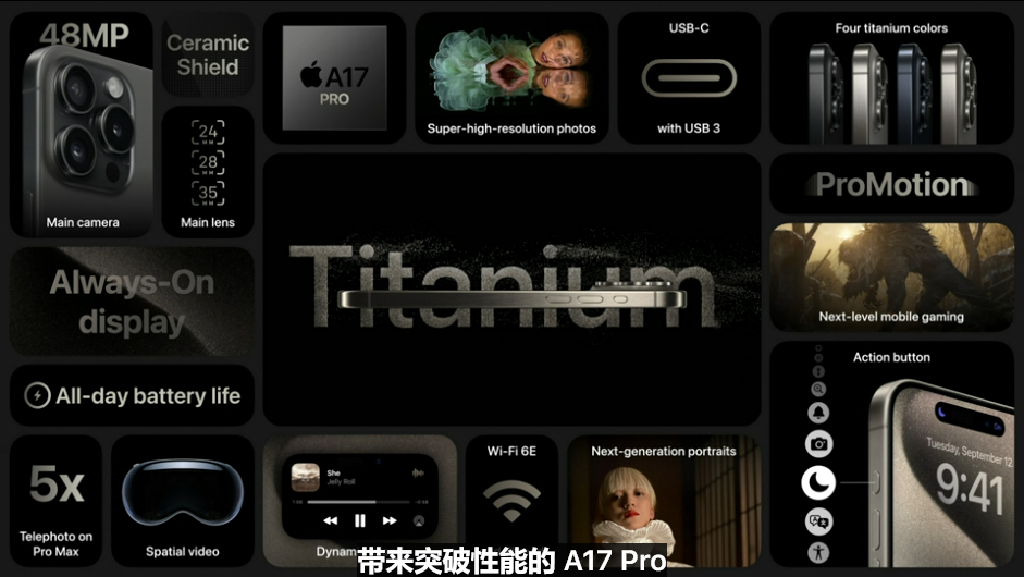 48MP
Main camera
Ceramic
Shield
24
MM
28
MM
35
MM
Main lens
A17
PRO
Super-high-resolution photos
USB-C
with USB 3
Four titanium colors
ProMotion
Always-On
display
Titanium
Next-level mobile gaming
All-day battery life
Action button
Tuesday, September 12
9:41
5x
Telephoto on
Pro Max
Spatial video
She
Jelly Roll
Wi-Fi 6E
Next-generation portraits
带来突破性能的 A17 Pro